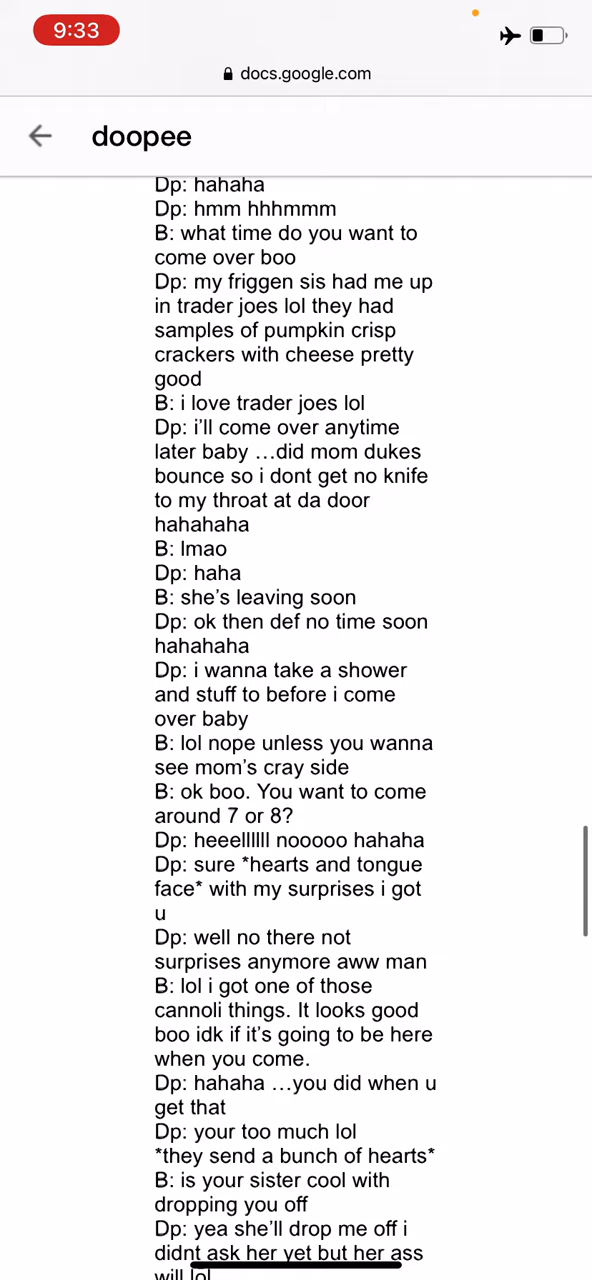 9:33
docs.google.com
doopee
Dp: hahaha
Dp: hmm hhhmmm
B: what time do you want to
come over boo
Dp: my friggen sis had me up
in trader joes lol they had
samples of pumpkin crisp
crackers with cheese pretty
good
B: i love trader joes lol
Dp: i’ll come over anytime
later baby …did mom dukes
bounce so i dont get no knife
to my throat at da door
hahahaha
B: lmao
Dp: haha
B: she’s leaving soon
Dp: ok then def no time soon
hahahaha
Dp: i wanna take a shower
and stuff to before i come
over baby
B: lol nope unless you wanna
see mom’s cray side
B: ok boo. You want to come
around 7 or 8?
Dp: heeellllll nooooo hahaha
Dp: sure *hearts and tongue
face* with my surprises i got
u
Dp: well no there not
surprises anymore aww man
B: lol i got one of those
cannoli things. It looks good
boo idk if it’s going to be here
when you come.
Dp: hahaha …you did when u
get that
Dp: your too much lol
*they send a bunch of hearts*
B: is your sister cool with
dropping you off
Dp: yea she’ll drop me off i
didnt ask her yet but her ass
will lol